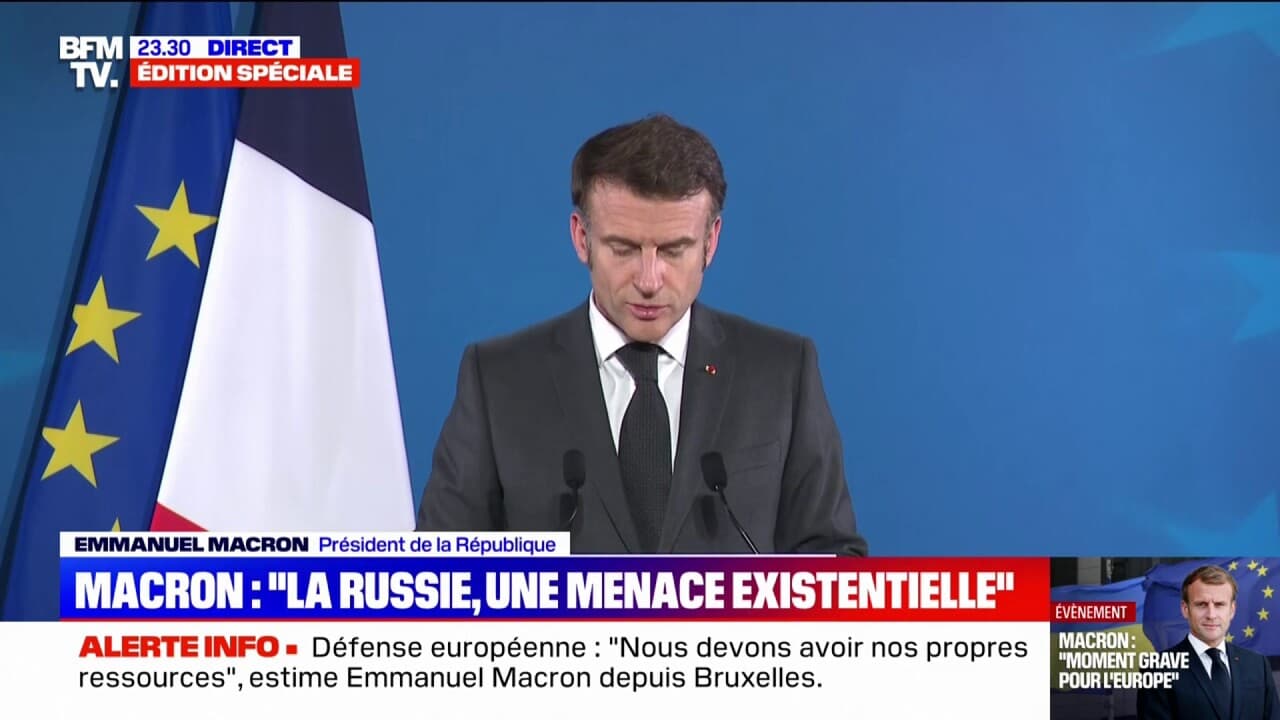 BFM
TV.
23.30 DIRECT
ÉDITION SPÉCIALE
EMMANUEL MACRON Président de la République
MACRON : "LA RUSSIE, UNE MENACE EXISTENTIELLE"
ALERTE INFO ▪ Défense européenne : "Nous devons avoir nos propres
ressources", estime Emmanuel Macron depuis Bruxelles.
ÉVÈNEMENT
MACRON :
"MOMENT GRAVE
POUR L'EUROPE"